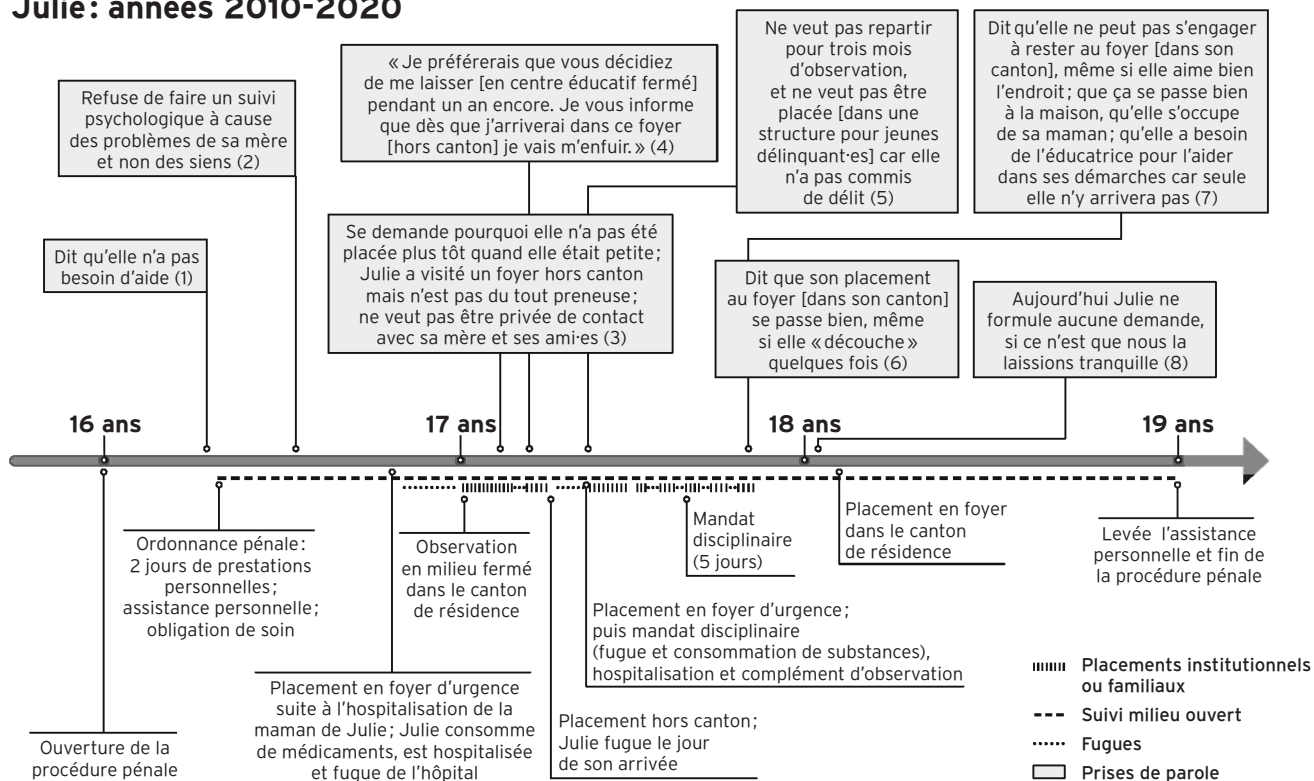 Julie: années 2010-2020
Refuse de faire un suivi
psychologique à cause
des problèmes de sa mère
et non des siens (2)
Dit qu'elle n'a pas
besoin d'aide (1)
« Je préférerais que vous décidiez
de me laisser [en centre éducatif fermé]
pendant un an encore. Je vous informe
que dès que j'arriverai dans ce foyer
[hors canton] je vais m'enfuir. » (4)
Se demande pourquoi elle n'a pas été
placée plus tôt quand elle était petite;
Julie a visité un foyer hors canton
mais n'est pas du tout preneuse;
ne veut pas être privée de contact
avec sa mère et ses ami·es (3)
Ne veut pas repartir
pour trois mois
d'observation,
et ne veut pas être
placée [dans une
structure pour jeunes
délinquant·es] car elle
n'a pas commis
de délit (5)
Dit qu'elle ne peut pas s'engager
à rester au foyer [dans son
canton], même si elle aime bien
l'endroit; que ça se passe bien
à la maison, qu'elle s'occupe
de sa maman; qu'elle a besoin
de l'éducatrice pour l'aider
dans ses démarches car seule
elle n'y arrivera pas (7)
Dit que son placement
au foyer [dans son canton]
se passe bien, même
si elle « découche »
quelques fois (6)
Aujourd'hui Julie ne
formule aucune demande,
si ce n'est que nous la
laissions tranquille (8)
16 ans
17 ans
18 ans
19 ans
Ouverture de la
procédure pénale
Ordonnance pénale:
2 jours de prestations
personnelles;
assistance personnelle;
obligation de soin
Placement en foyer d'urgence
suite à l'hospitalisation de la
maman de Julie; Julie consomme
de médicaments, est hospitalisée
et fugue de l'hôpital
Observation
en milieu fermé
dans le canton
de résidence
Placement hors canton;
Julie fugue le jour
de son arrivée
Placement en foyer d'urgence;
puis mandat disciplinaire
(fugue et consommation de substances),
hospitalisation et complément d'observation
Mandat
disciplinaire
(5 jours)
Placement en foyer
dans le canton
de résidence
Levée l'assistance
personnelle et fin de
la procédure pénale
Placements institutionnels
ou familiaux
Suivi milieu ouvert
Fugues
Prises de parole